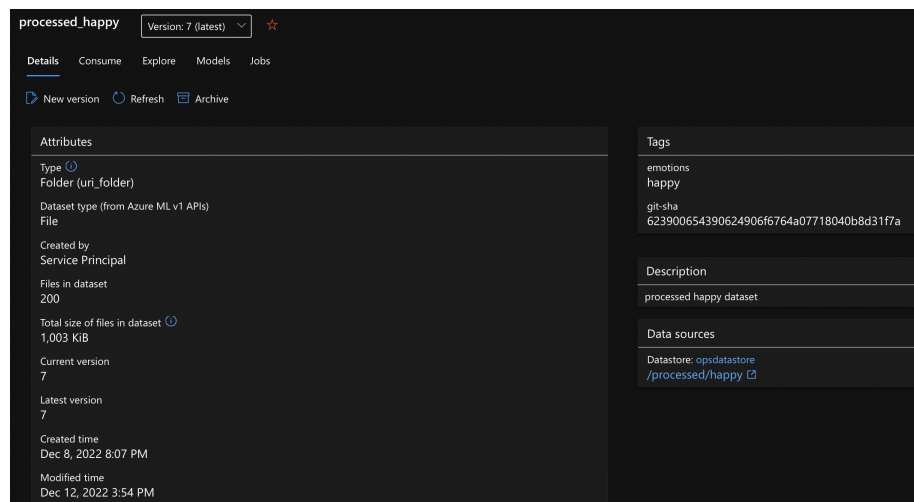 processed_happy
Version: 7 (latest)
Details Consume Explore Models Jobs
New version Refresh Archive
Attributes
Type
Folder (uri_folder)
Dataset type (from Azure ML v1 APIs)
File
Created by
Service Principal
Files in dataset
200
Total size of files in dataset
1,003 KiB
Current version
7
Latest version
7
Created time
Dec 8, 2022 8:07 PM
Modified time
Dec 12, 2022 3:54 PM
Tags
emotions
happy
git-sha
623900654390624906f6764a07718040b8d31f7a
Description
processed happy dataset
Data sources
Datastore: opsdatastore
/processed/happy